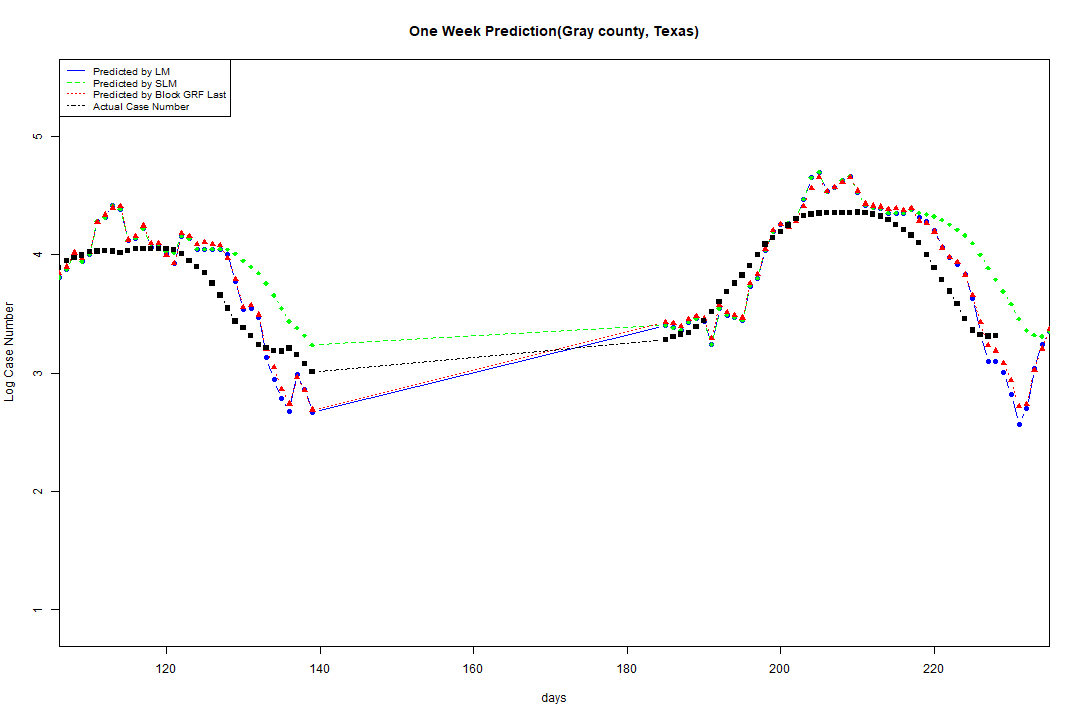 One Week Prediction(Gray county, Texas)
Predicted by LM
Predicted by SLM
Predicted by Block GRF Last
Actual Case Number
5
4
3
2
1
Log Case Number
120 140 160 180 200 220
days